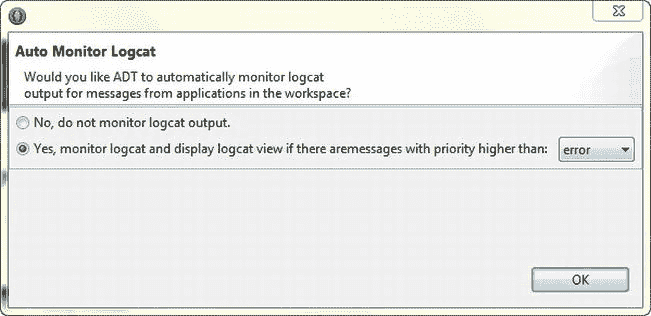 Auto Monitor Logcat
Would you like ADT to automatically monitor logcat
output for messages from applications in the workspace?
No, do not monitor logcat output.
Yes, monitor logcat and display logcat view if there aremessages with priority higher than: error
OK